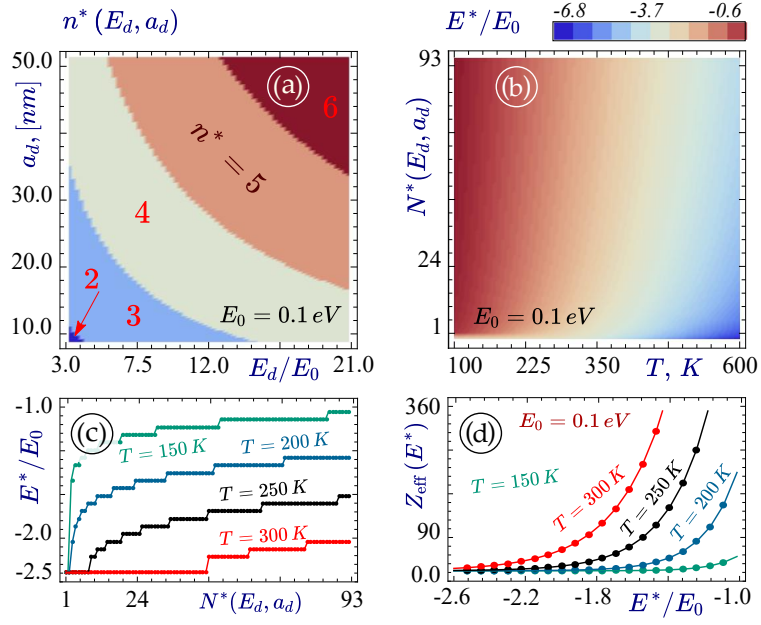 n*(E_d, a_d)
E*/E_0
-6.8 -3.7 -0.6
50.0
30.0
20.0
10.0
a_d, [nm]
(a)
6
n* = 5
4
2
3
E_0 = 0.1 eV
3.0 7.5 12.0 21.0
E_d/E_0
93
24
1
N*(E_d, a_d)
(b)
E_0 = 0.1 eV
100 225 350 600
T, K
-1.0
-2.0
-2.5
E*/E_0
(c)
T = 150 K
T = 200 K
T = 250 K
T = 300 K
1 24 93
N*(E_d, a_d)
360
90
0.0
Z_eff(E*)
(d)
E_0 = 0.1 eV
T = 150 K
T = 300 K
T = 250 K
T = 200 K
-2.6 -2.2 -1.8 -1.0
E*/E_0